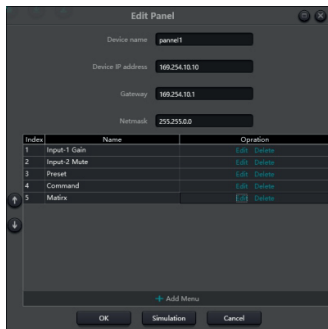 Edit Panel
Device name pannel1
Device IP address 169.254.10.10
Gateway 169.254.10.1
Netmask 255.255.0.0
Index Name Opration
1 Input-1 Gain Edit Delete
2 Input-2 Mute Edit Delete
3 Preset Edit Delete
4 Command Edit Delete
5 Matirx Edit Delete
+ Add Menu
OK Simulation Cancel